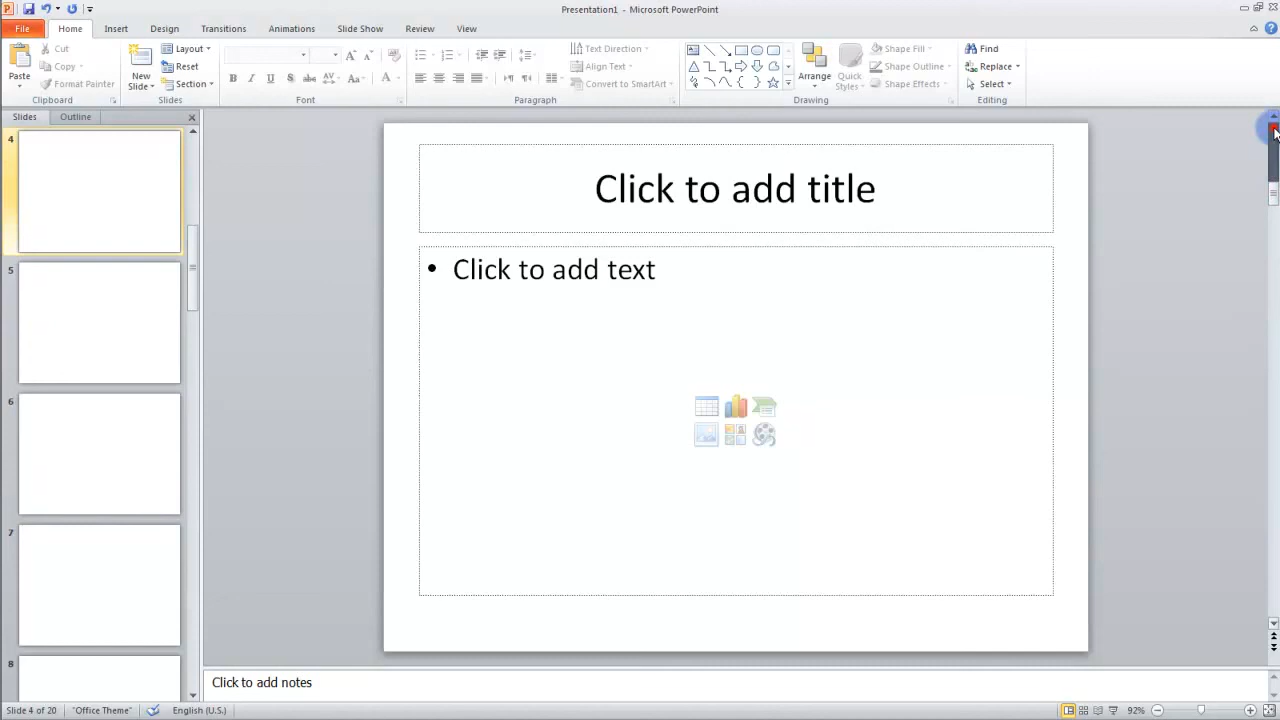 Presentation1 - Microsoft PowerPoint
File Home Insert Design Transitions Animations Slide Show Review View
Paste
Cut
Copy
Format Painter
Clipboard
New
Slide
Layout
Reset
Section
Slides
B I U S abc AV Aa A
Font
Text Direction
Align Text
Convert to SmartArt
Paragraph
Arrange
Quick
Styles
Shape Fill
Shape Outline
Shape Effects
Drawing
Find
Replace
Select
Editing
Slides Outline
4
5
6
7
8
Click to add title
• Click to add text
Click to add notes
Slide 4 of 20 "Office Theme" English (U.S.) 92%